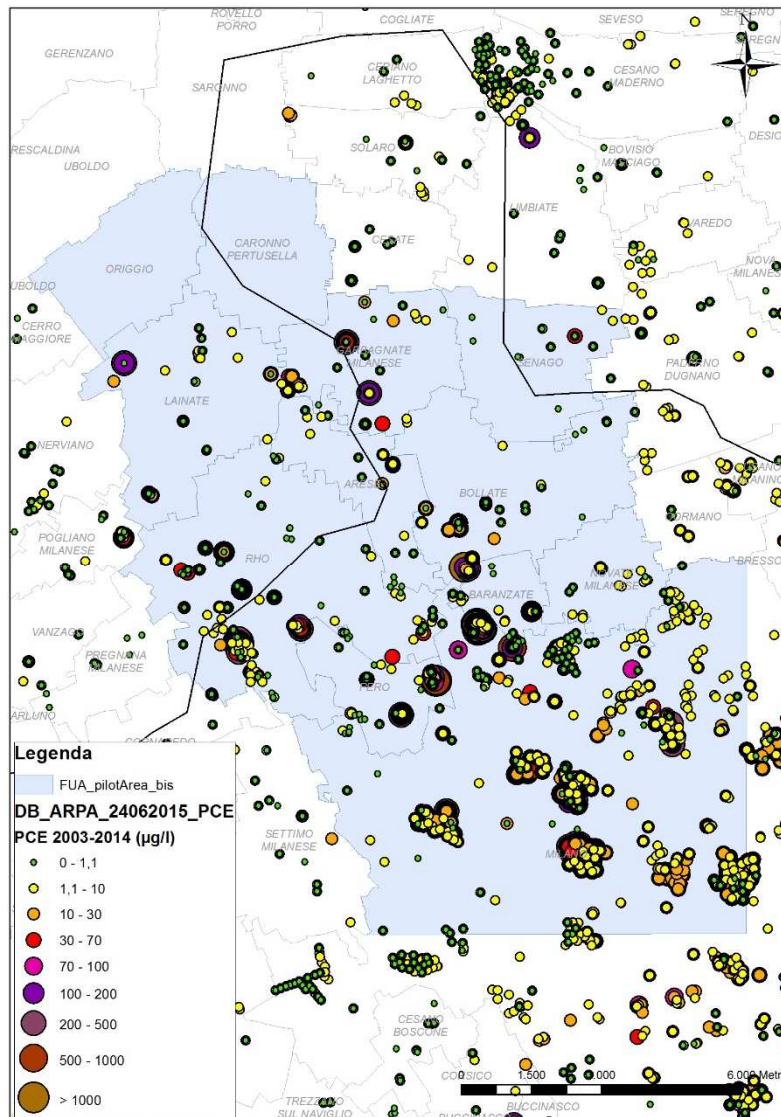 ROVELLO
PORRO
COGLIATE
SEVESO
SEREGNO
N
GERENZANO
CERIANO
LAGHETTO
CESANO
MADERNO
SARONNO
DESIO
RESCALDINA
UBOLDO
SOLARO
BOVISIO
MASCIAGO
LIMBIATE
VAREDO
ORIGGIO
CARONNO
PERTUSELLA
CESATE
NOVA
MILANESE
UBOLDO
CERRO
MAGGIORE
GARBAGNATE
MILANESE
SENAGO
PADERNO
DUGNANO
LAINATE
NERVIANO
ARESE
BOLLATE
CORMANO
POGLIANO
MILANESE
RHO
BRESSO
NOVATE
MILANESE
BARANZATE
VANZAGO
PREGNANA
MILANESE
PERO
ARLUNO
CORNAREDO
Legenda
FUA_pilotArea_bis
DB_ARPA_24062015_PCE
PCE 2003-2014 (µg/l)
0 - 1,1
1,1 - 10
10 - 30
30 - 70
70 - 100
100 - 200
200 - 500
500 - 1000
> 1000
SETTIMO
MILANESE
MILANO
CESANO
BOSCONE
CORSICO
TREZZANO
SUL NAVIGLIO
BUCCINASCO
0 1.500 3.000 6.000 Metri